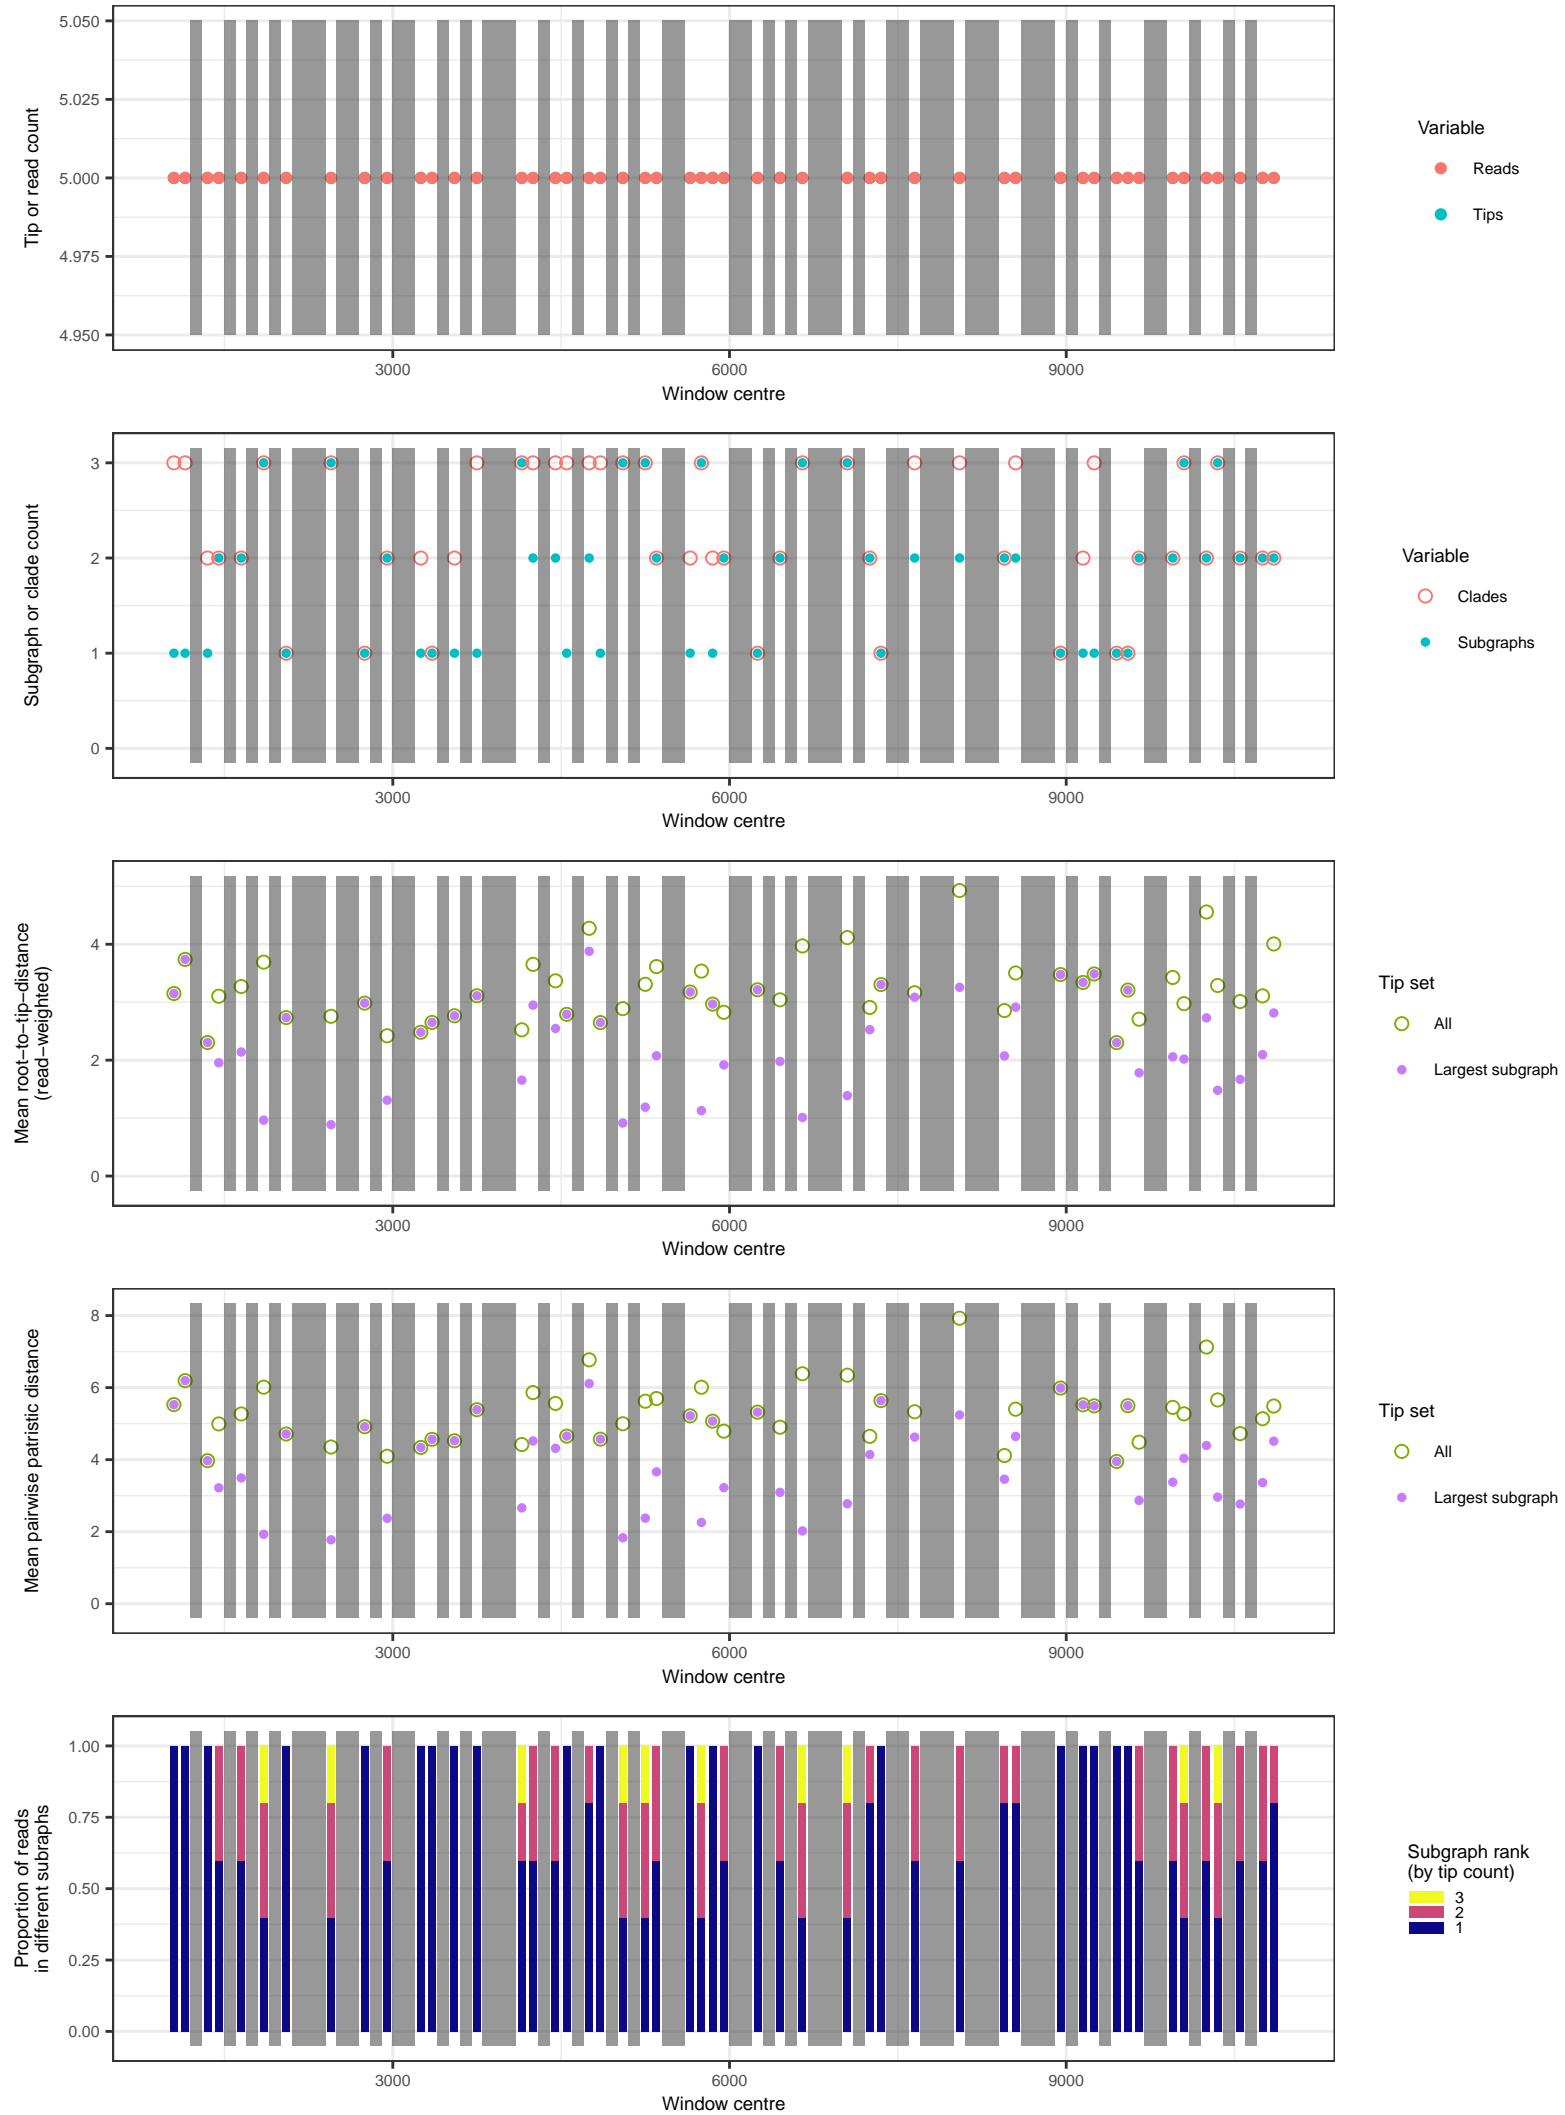 5.050
5.025
5.000
4.975
4.950
Tip or read count
3000
6000
9000
Window centre
Variable
Reads
Tips
3
2
1
0
Subgraph or clade count
3000
6000
9000
Window centre
Variable
Clades
Subgraphs
4
2
0
Mean root−to−tip−distance
(read−weighted)
3000
6000
9000
Window centre
Tip set
All
Largest subgraph
8
6
4
2
0
Mean pairwise patristic distance
3000
6000
9000
Window centre
Tip set
All
Largest subgraph
1.00
0.75
0.50
0.25
0.00
Proportion of reads
in different subraphs
3000
6000
9000
Window centre
Subgraph rank
(by tip count)
3
2
1